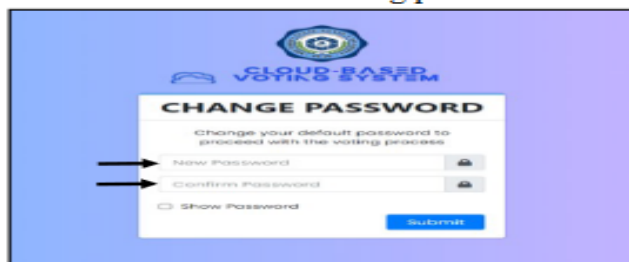 CLOUD-BASED
VOTING SYSTEM
CHANGE PASSWORD
Change your default password to
proceed with the voting process
New Password
Confirm Password
Show Password
Submit